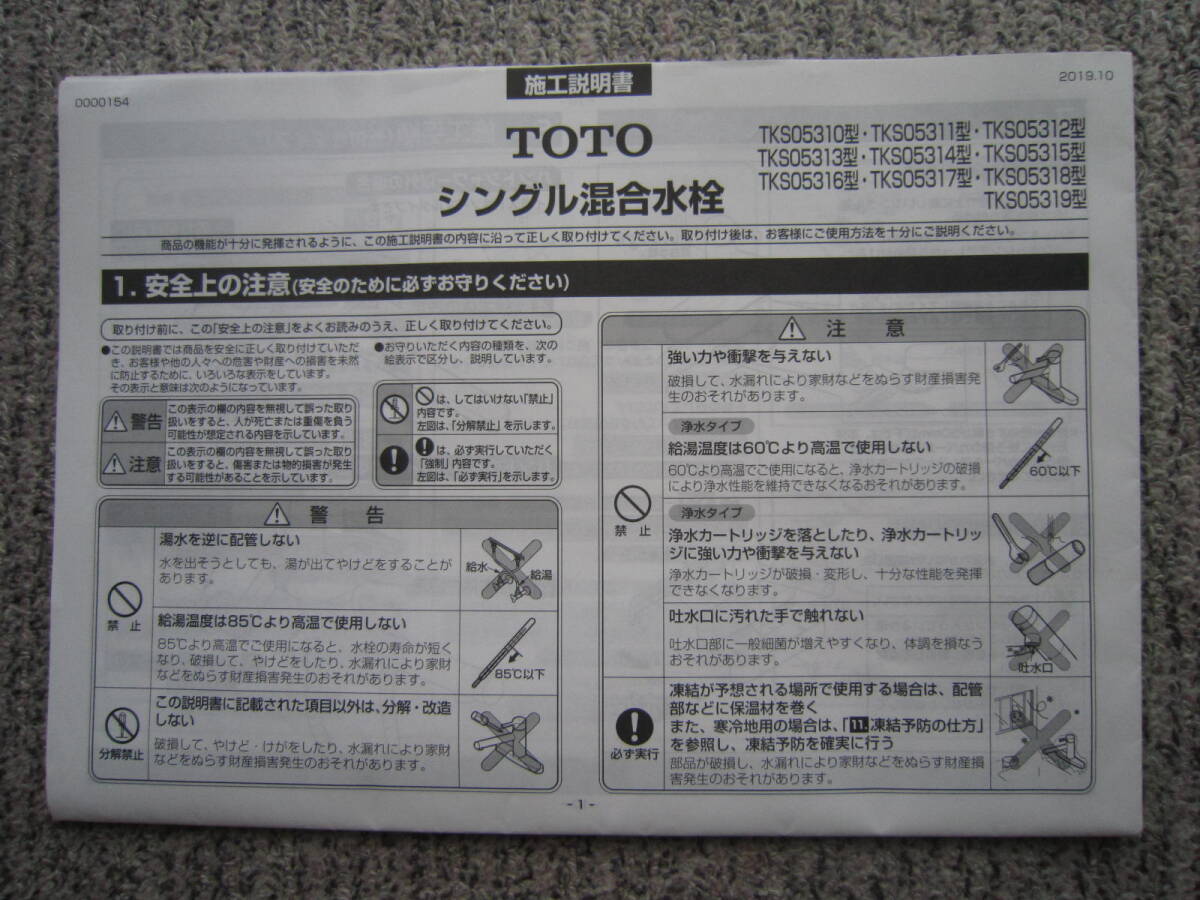 0000154
施工説明書
2019.10
TOTO
シングル混合水栓
TKS05310型・TKS05311型・TKS05312型
TKS05313型・TKS05314型・TKS05315型
TKS05316型・TKS05317型・TKS05318型
TKS05319型
商品の機能が十分に発揮されるように、この施工説明書の内容に沿って正しく取り付けてください。取り付け後は、お客様にご使用方法を十分にご説明ください。
1. 安全上の注意(安全のために必ずお守りください)
取り付け前に、この「安全上の注意」をよくお読みのうえ、正しく取り付けてください。
●この説明書では商品を安全に正しく取り付けていただ
き、お客様や他の人々への危害や財産への損害を未然
に防止するために、いろいろな表示をしています。
その表示と意味は次のようになっています。
警告
この表示の欄の内容を無視して誤った取り
扱いをすると、人が死亡または重傷を負う
可能性が想定される内容を示しています。
注意
この表示の欄の内容を無視して誤った取り
扱いをすると、傷害または物的損害が発生
する可能性があることを示しています。
●お守りいただく内容の種類を、次の
絵表示で区分し、説明しています。
は、してはいけない「禁止」
内容です。
左図は、「分解禁止」を示します。
は、必ず実行していただく
「強制」内容です。
左図は、「必ず実行」を示します。
警 告
禁 止
湯水を逆に配管しない
水を出そうとしても、湯が出てやけどをすることが
あります。
給水
給湯
給湯温度は85℃より高温で使用しない
85℃より高温でご使用になると、水栓の寿命が短く
なり、破損して、やけどをしたり、水漏れにより家財
などをぬらす財産損害発生のおそれがあります。
85℃以下
分解禁止
この説明書に記載された項目以外は、分解・改造
しない
破損して、やけど・けがをしたり、水漏れにより家財
などをぬらす財産損害発生のおそれがあります。
注 意
禁 止
強い力や衝撃を与えない
破損して、水漏れにより家財などをぬらす財産損害発
生のおそれがあります。
浄水タイプ
給湯温度は60℃より高温で使用しない
60℃より高温でご使用になると、浄水カートリッジの破損
により浄水性能を維持できなくなるおそれがあります。
60℃以下
浄水タイプ
浄水カートリッジを落としたり、浄水カートリッ
ジに強い力や衝撃を与えない
浄水カートリッジが破損・変形し、十分な性能を発揮
できなくなります。
吐水口に汚れた手で触れない
吐水口部に一般細菌が増えやすくなり、体調を損なう
おそれがあります。
吐水口
必ず実行
凍結が予想される場所で使用する場合は、配管
部などに保温材を巻く
また、寒冷地用の場合は、「11.凍結予防の仕方」
を参照し、凍結予防を確実に行う
部品が破損し、水漏れにより家財などをぬらす財産損
害発生のおそれがあります。
- 1 -